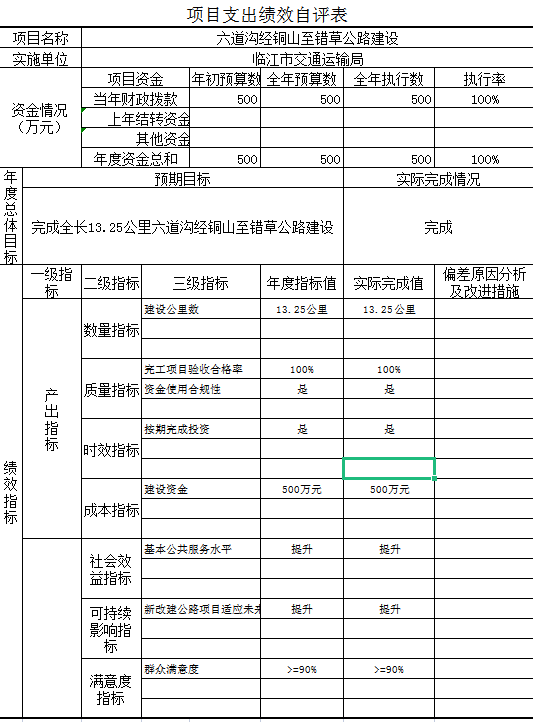 项目支出绩效自评表
项目名称 六道沟经铜山至错草公路建设
实施单位 临江市交通运输局
资金情况（万元） 项目资金 年初预算数 全年预算数 全年执行数 执行率
当年财政拨款 500 500 500 100%
上年结转资金
其他资金
年度资金总和 500 500 500 100%
年度总体目标 预期目标 实际完成情况
完成全长13.25公里六道沟经铜山至错草公路建设 完成
绩效指标 一级指标 二级指标 三级指标 年度指标值 实际完成值 偏差原因分析及改进措施
产出指标 数量指标 建设公里数 13.25公里 13.25公里
质量指标 完工项目验收合格率 100% 100%
资金使用合规性 是 是
时效指标 按期完成投资 是 是
成本指标 建设资金 500万元 500万元
社会效益指标 基本公共服务水平 提升 提升
可持续影响指标 新改建公路项目适应未来 提升 提升
满意度指标 群众满意度 >=90% >=90%